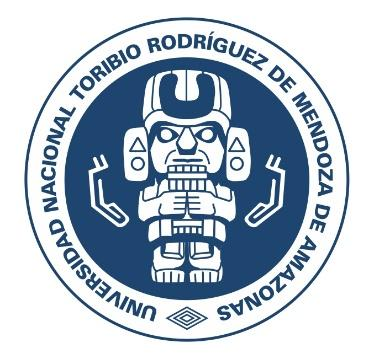 UNIVERSIDAD NACIONAL TORIBIO RODRÍGUEZ DE MENDOZA DE AMAZONAS